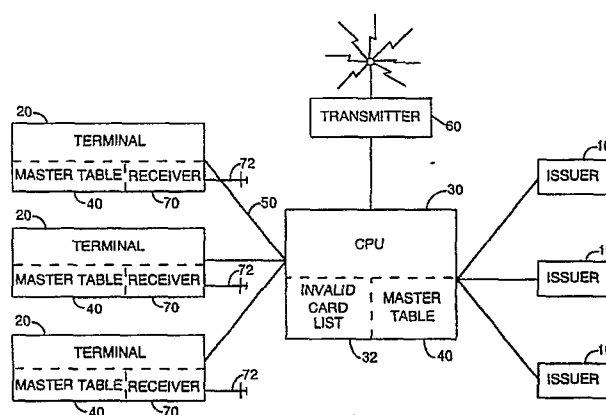 TRANSMITTER
60
20
TERMINAL
MASTER TABLE
RECEIVER
72
40
70
50
20
TERMINAL
MASTER TABLE
RECEIVER
72
40
70
20
TERMINAL
MASTER TABLE
RECEIVER
72
40
70
30
CPU
INVALID
CARD
LIST
32
MASTER
TABLE
40
ISSUER
ISSUER
ISSUER